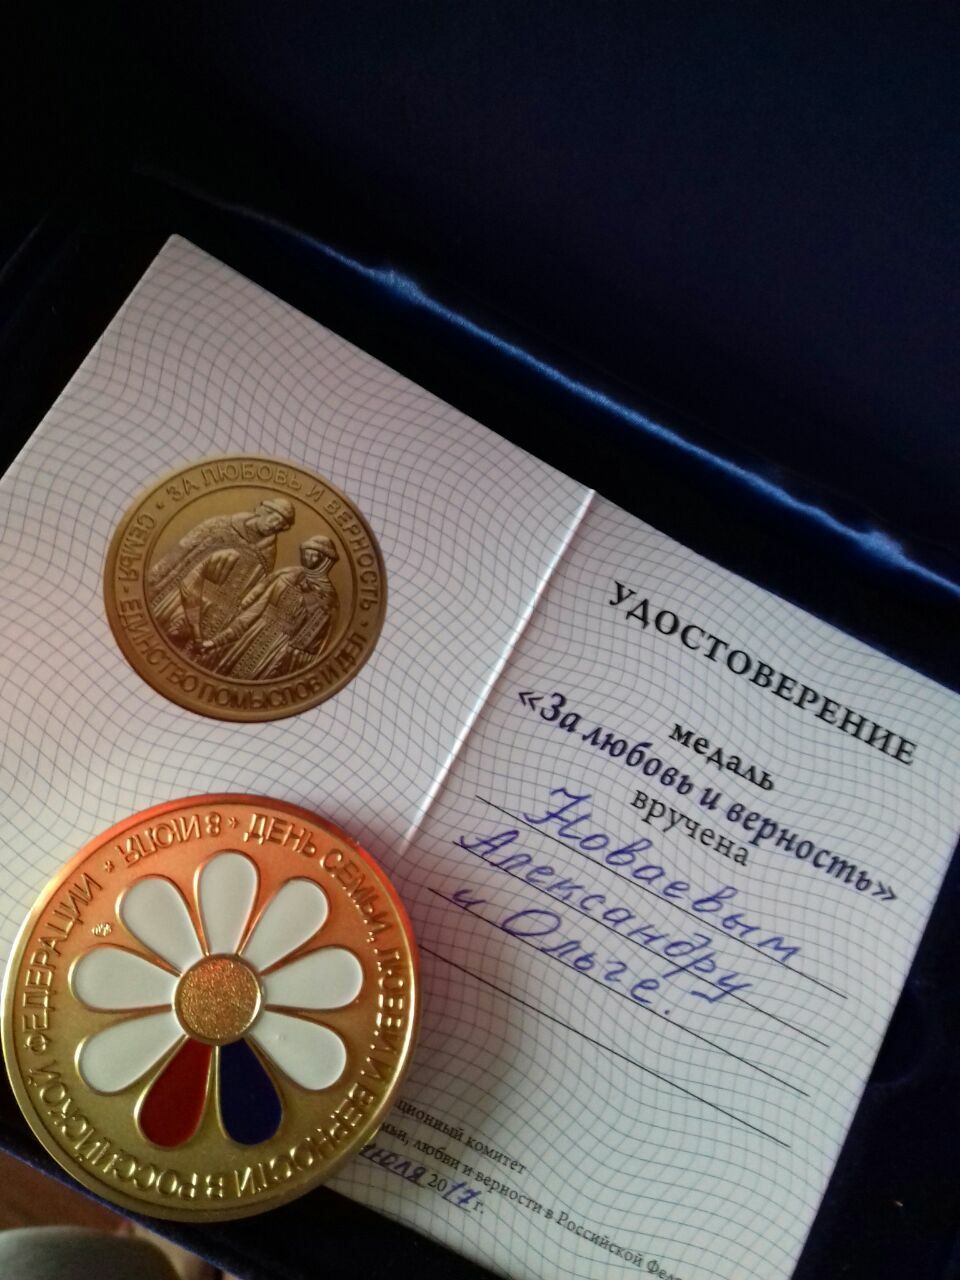 ЗА ЛЮБОВЬ И ВЕРНОСТЬ
СЕМЬЯ · ЕДИНСТВО ПОМЫСЛОВ И ДЕЛ
УДОСТОВЕРЕНИЕ
медаль
«За любовь и верность»
вручена
Новаевым
Александру
и Ольге.
ционный комитет
мьи, любви и верности в Российской Феде
июля 2017 г.
8 ИЮЛЯ * ДЕНЬ СЕМЬИ, ЛЮБВИ И ВЕРНОСТИ В РОССИЙСКОЙ ФЕДЕРАЦИИ *